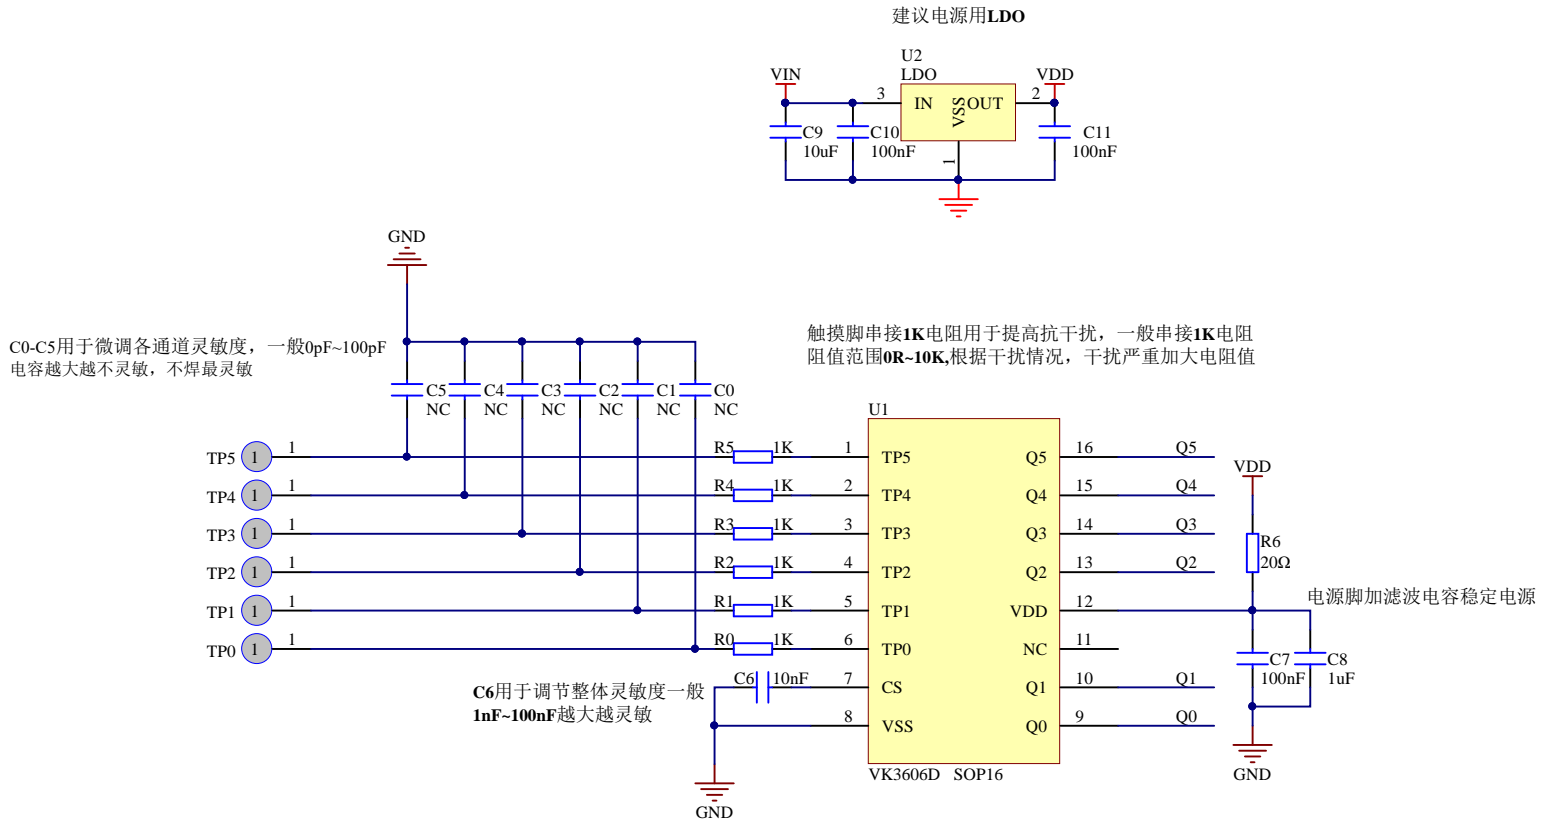 建议电源用LDO
U2
LDO
VIN
VDD
3
IN
VSS
OUT
2
1
C9
10uF
C10
100nF
C11
100nF
GND
C0-C5用于微调各通道灵敏度，一般0pF~100pF
电容越大越不灵敏，不焊最灵敏
触摸脚串接1K电阻用于提高抗干扰，一般串接1K电阻
阻值范围0R~10K,根据干扰情况，干扰严重加大电阻值
C5
NC
C4
NC
C3
NC
C2
NC
C1
NC
C0
NC
U1
TP5 1 1 R5 1K 1 TP5 Q5 16 Q5
TP4 1 1 R4 1K 2 TP4 Q4 15 Q4
TP3 1 1 R3 1K 3 TP3 Q3 14 Q3
TP2 1 1 R2 1K 4 TP2 Q2 13 Q2
TP1 1 1 R1 1K 5 TP1 VDD 12
TP0 1 1 R0 1K 6 TP0 NC 11
C6 10nF 7 CS Q1 10 Q1
8 VSS Q0 9 Q0
VDD
R6
20Ω
电源脚加滤波电容稳定电源
C7
100nF
C8
1uF
GND
C6用于调节整体灵敏度一般
1nF~100nF越大越灵敏
GND
VK3606D SOP16